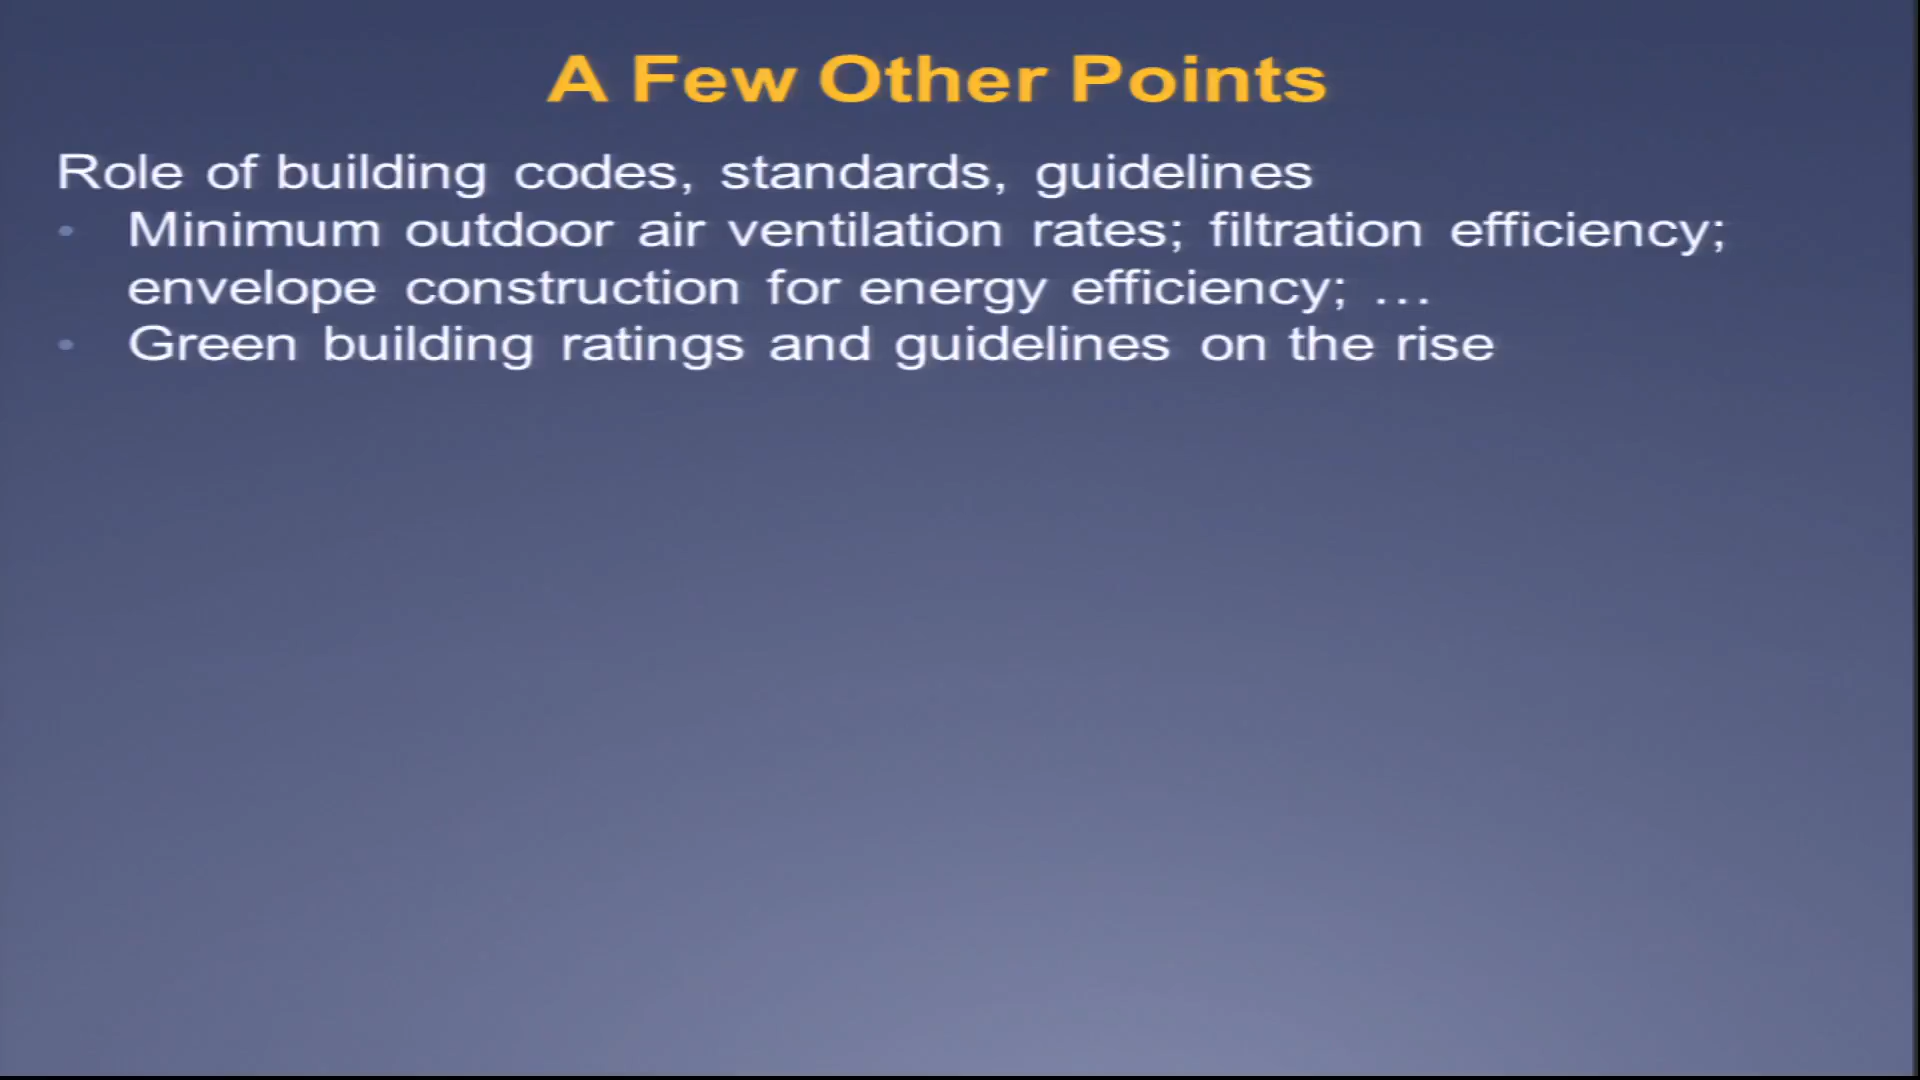 A Few Other Points
Role of building codes, standards, guidelines
• Minimum outdoor air ventilation rates; filtration efficiency;
envelope construction for energy efficiency; …
• Green building ratings and guidelines on the rise